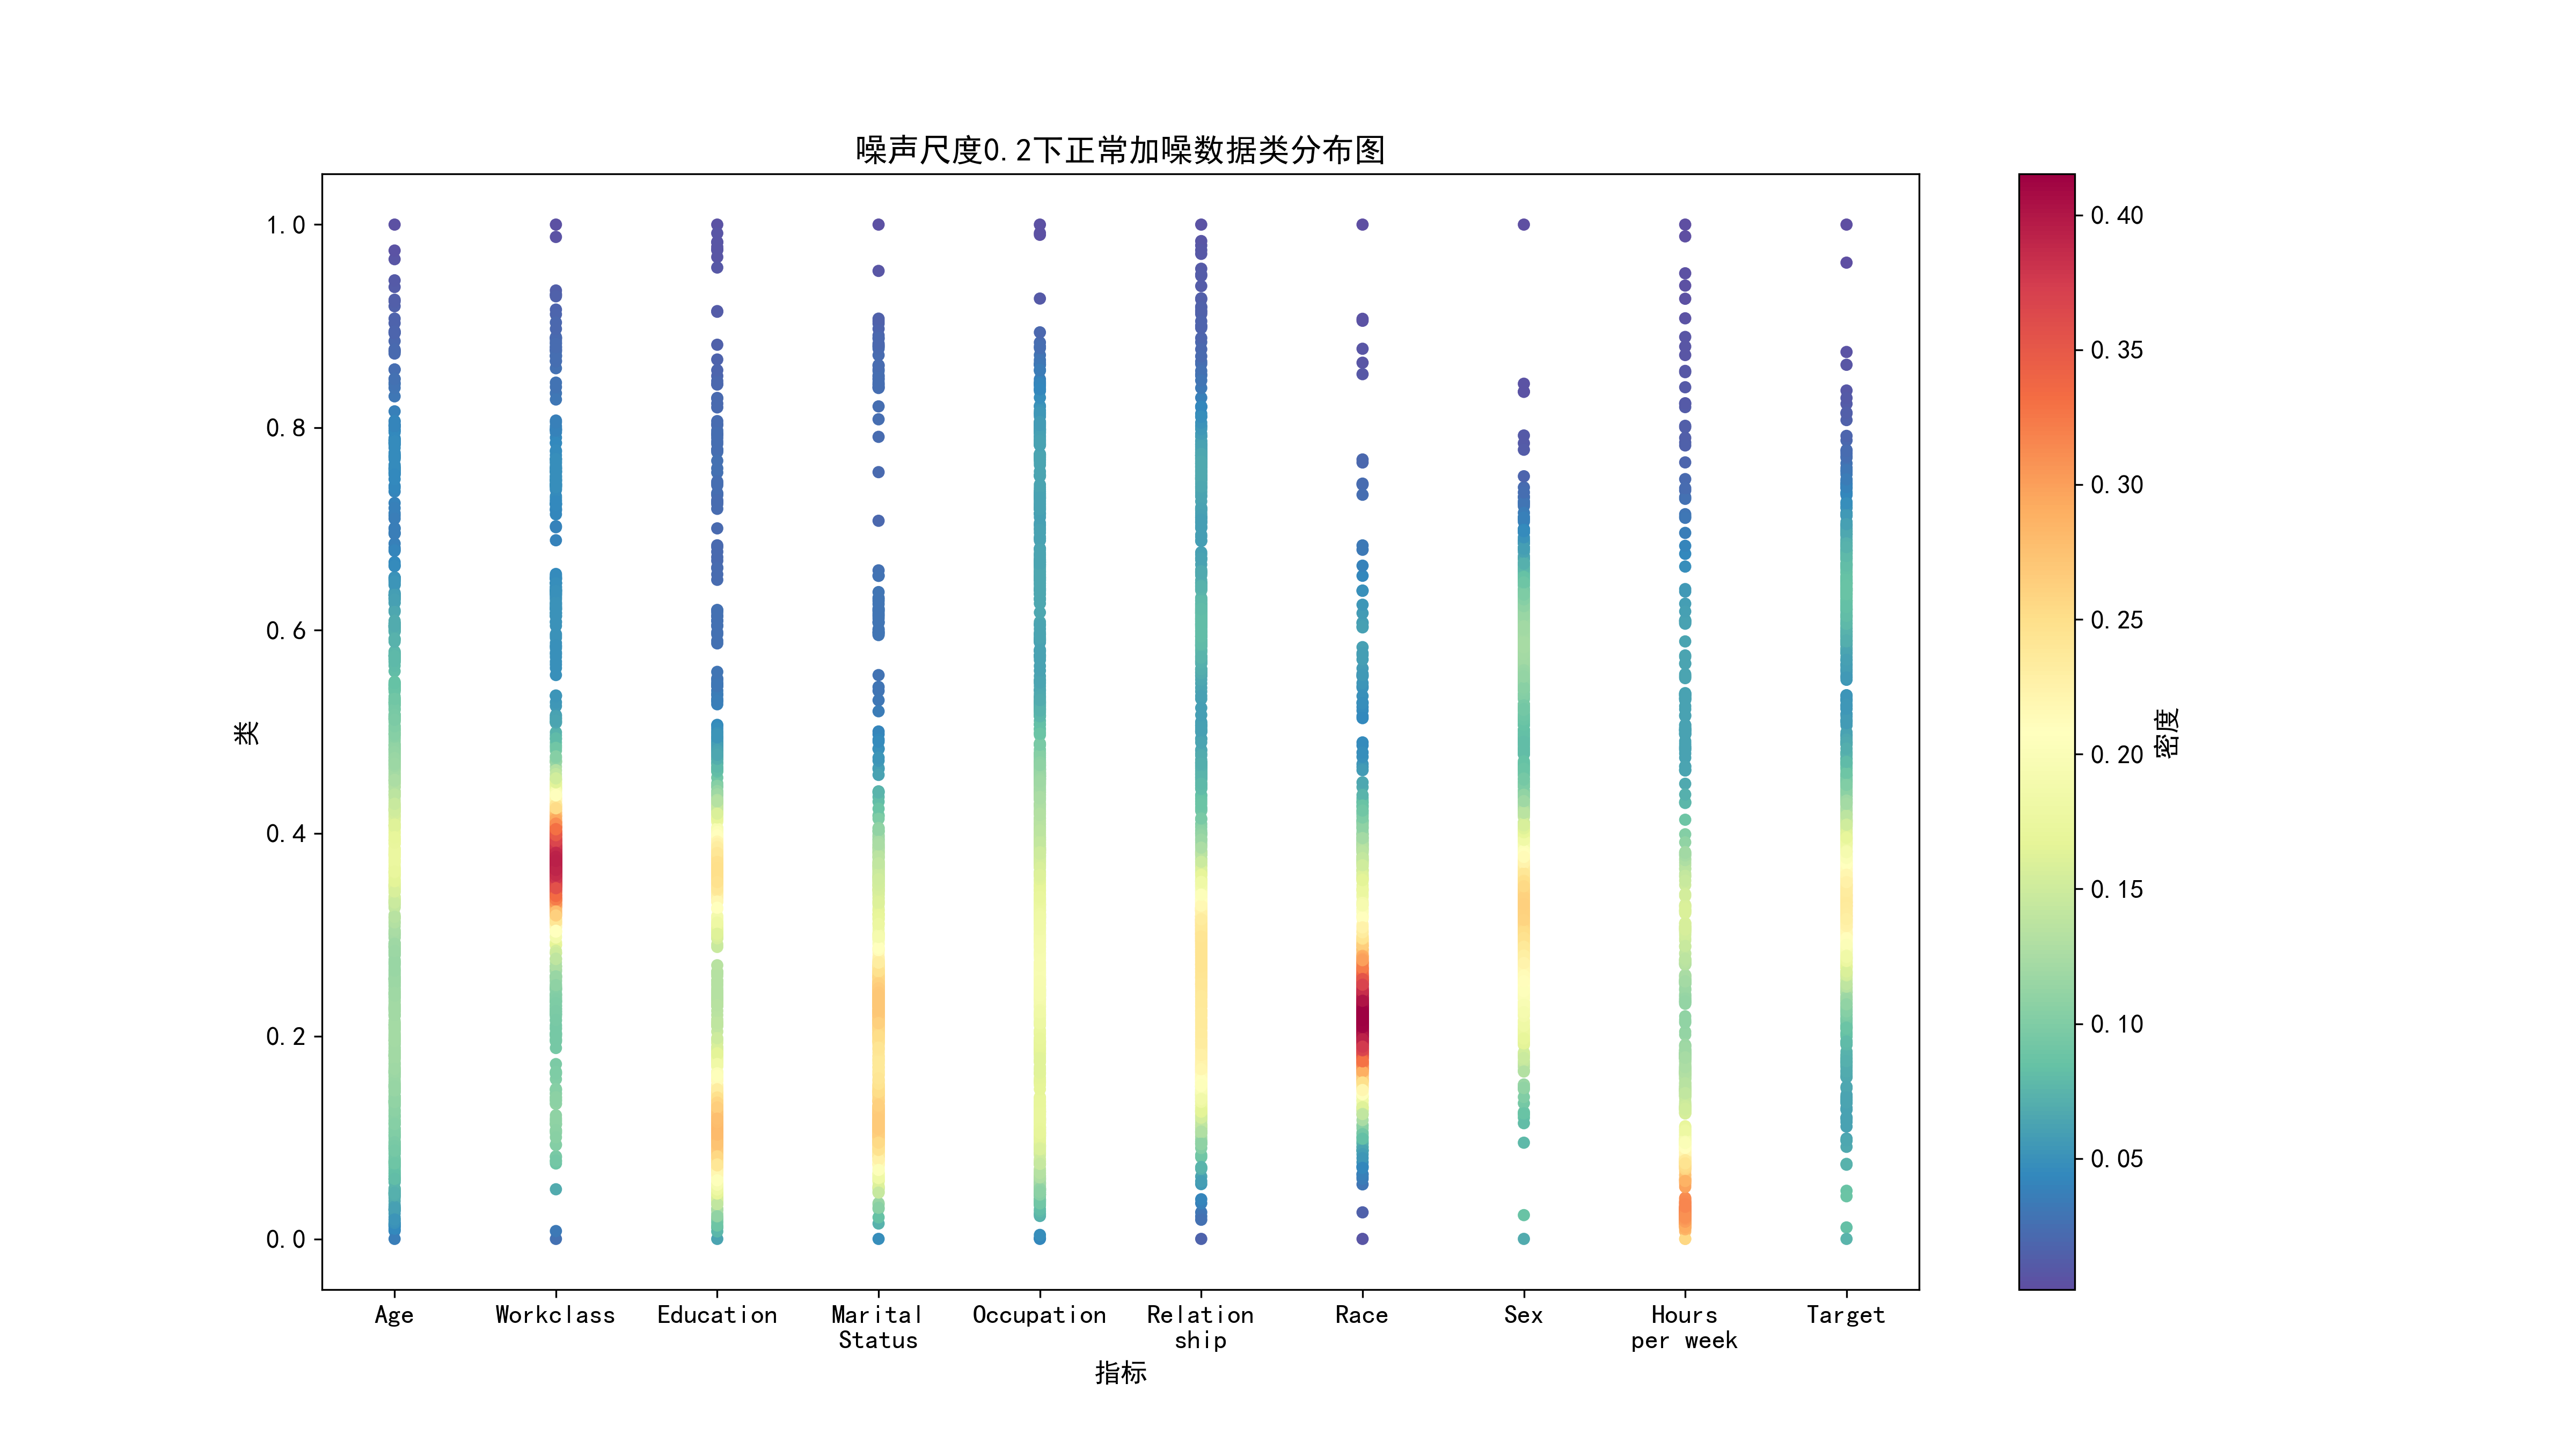 噪声尺度0.2下正常加噪数据类分布图
1.0
0.8
0.6
0.4
0.2
0.0
类
Age
Workclass
Education
Marital
Status
Occupation
Relation
ship
Race
Sex
Hours
per week
Target
指标
0.40
0.35
0.30
0.25
0.20
0.15
0.10
0.05
密度